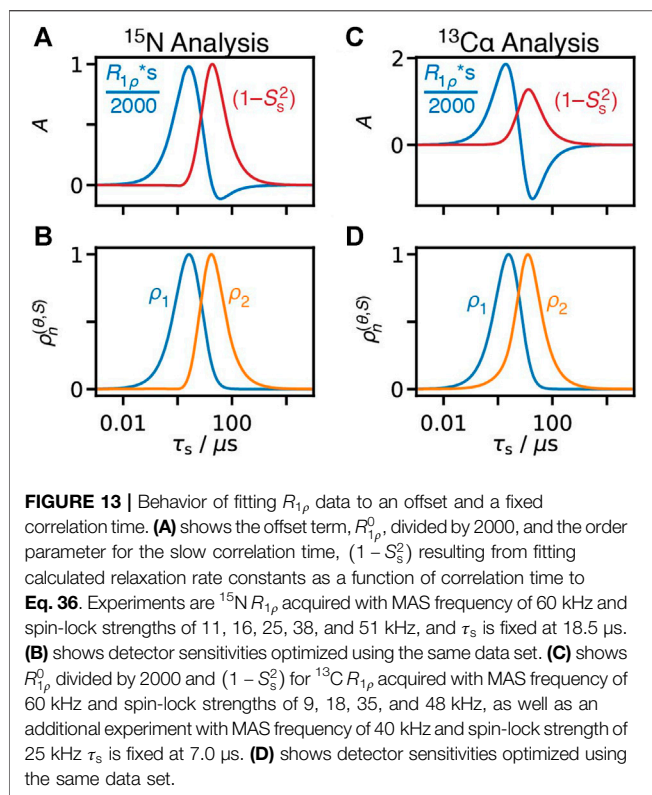 A
¹⁵N Analysis
C
¹³Cα Analysis
R₁ρ*s
2000
(1−Sₛ²)
A
1
0
R₁ρ*s
2000
(1−Sₛ²)
A
2
0
B
D
ρₙ^(θ,S)
1
0
ρ₁
ρ₂
ρₙ^(θ,S)
1
0
ρ₁
ρ₂
0.01
100
0.01
100
τₛ / μs
τₛ / μs
FIGURE 13 | Behavior of fitting R₁ρ data to an offset and a fixed
correlation time. (A) shows the offset term, R⁰₁ρ, divided by 2000, and the order
parameter for the slow correlation time, (1 − Sₛ²) resulting from fitting
calculated relaxation rate constants as a function of correlation time to
Eq. 36. Experiments are ¹⁵N R₁ρ acquired with MAS frequency of 60 kHz and
spin-lock strengths of 11, 16, 25, 38, and 51 kHz, and τₛ is fixed at 18.5 μs.
(B) shows detector sensitivities optimized using the same data set. (C) shows
R⁰₁ρ divided by 2000 and (1 − Sₛ²) for ¹³C R₁ρ acquired with MAS frequency of
60 kHz and spin-lock strengths of 9, 18, 35, and 48 kHz, as well as an
additional experiment with MAS frequency of 40 kHz and spin-lock strength of
25 kHz τₛ is fixed at 7.0 μs. (D) shows detector sensitivities optimized using
the same data set.